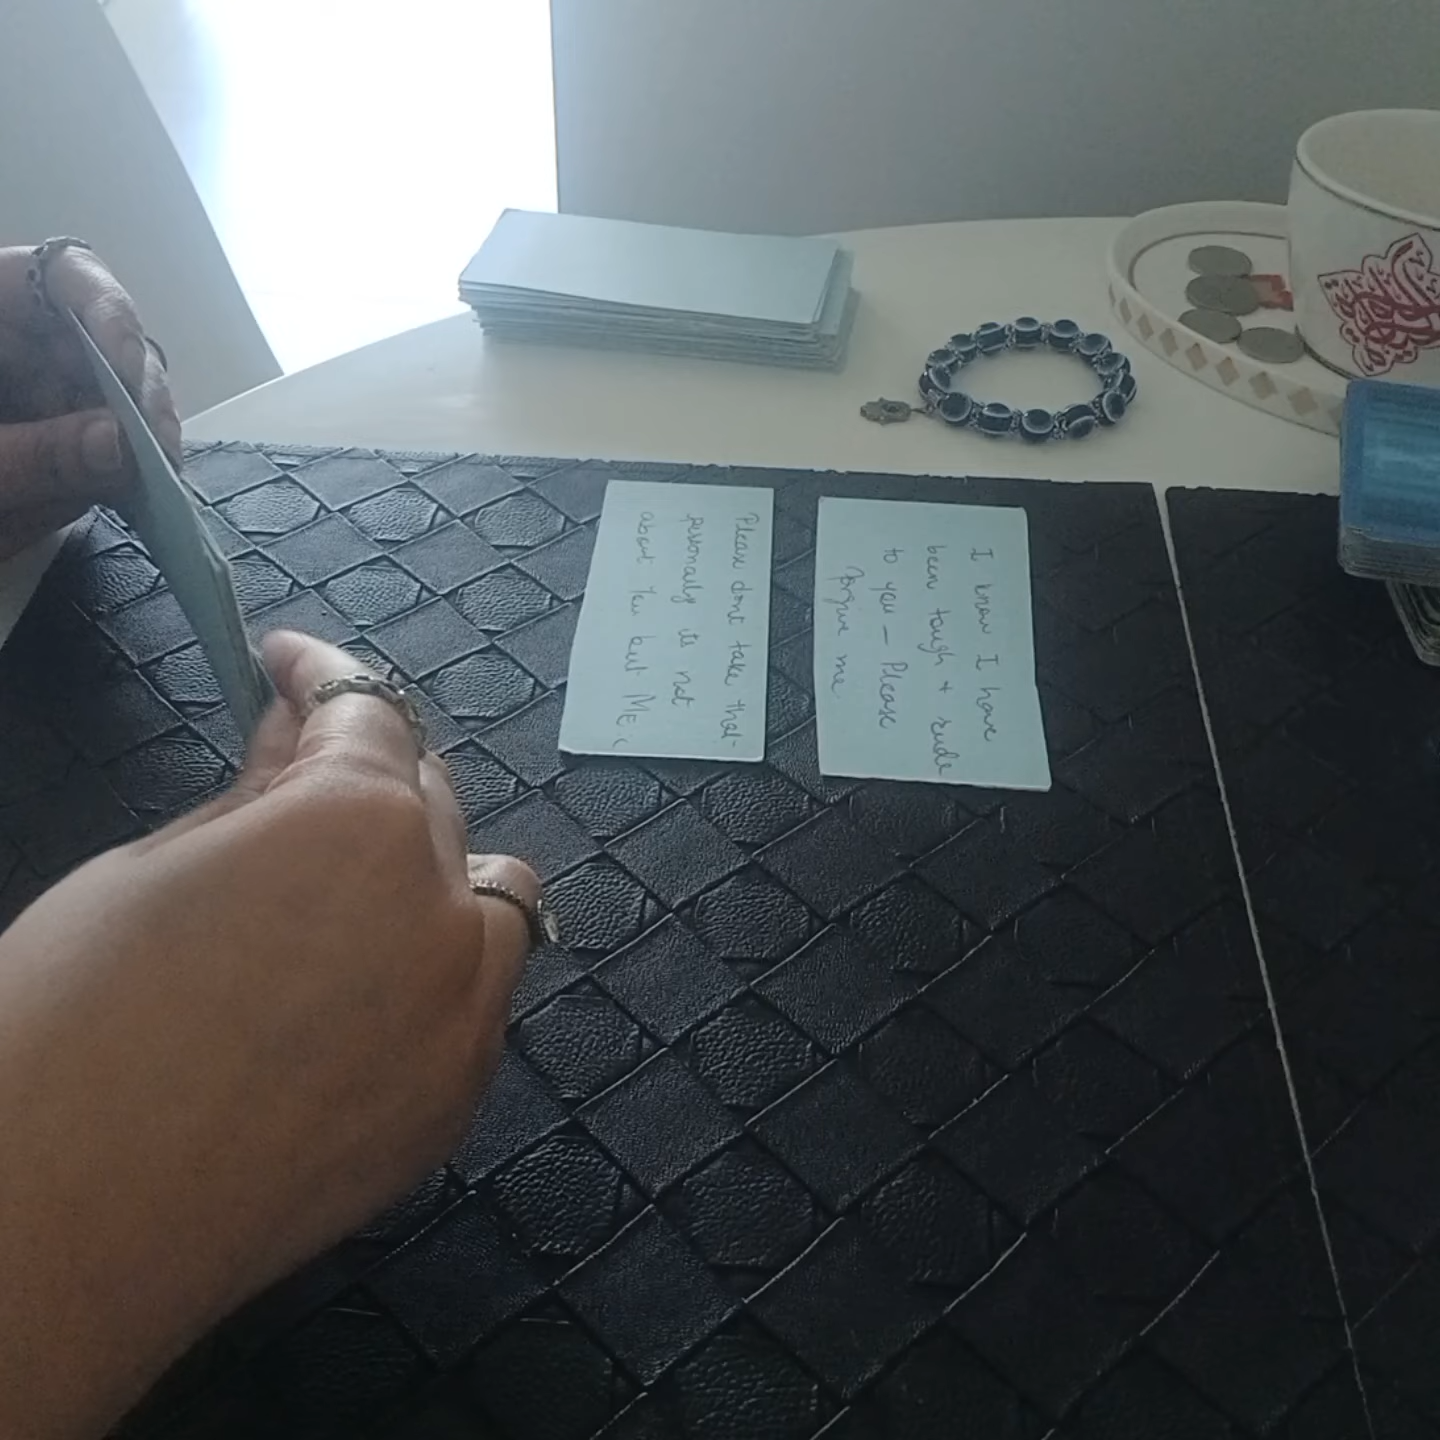 Please dont take that
personally its not
about You but ME :(
I know I have
been tough + rude
to you — Please
forgive me